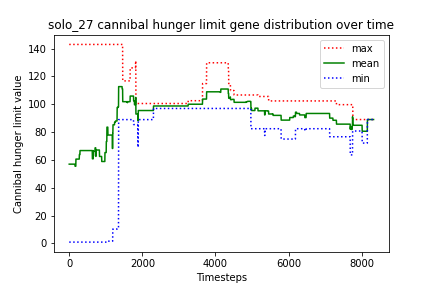 solo_27 cannibal hunger limit gene distribution over time
max
mean
min
Cannibal hunger limit value
140
120
100
80
60
40
20
0
0 2000 4000 6000 8000
Timesteps